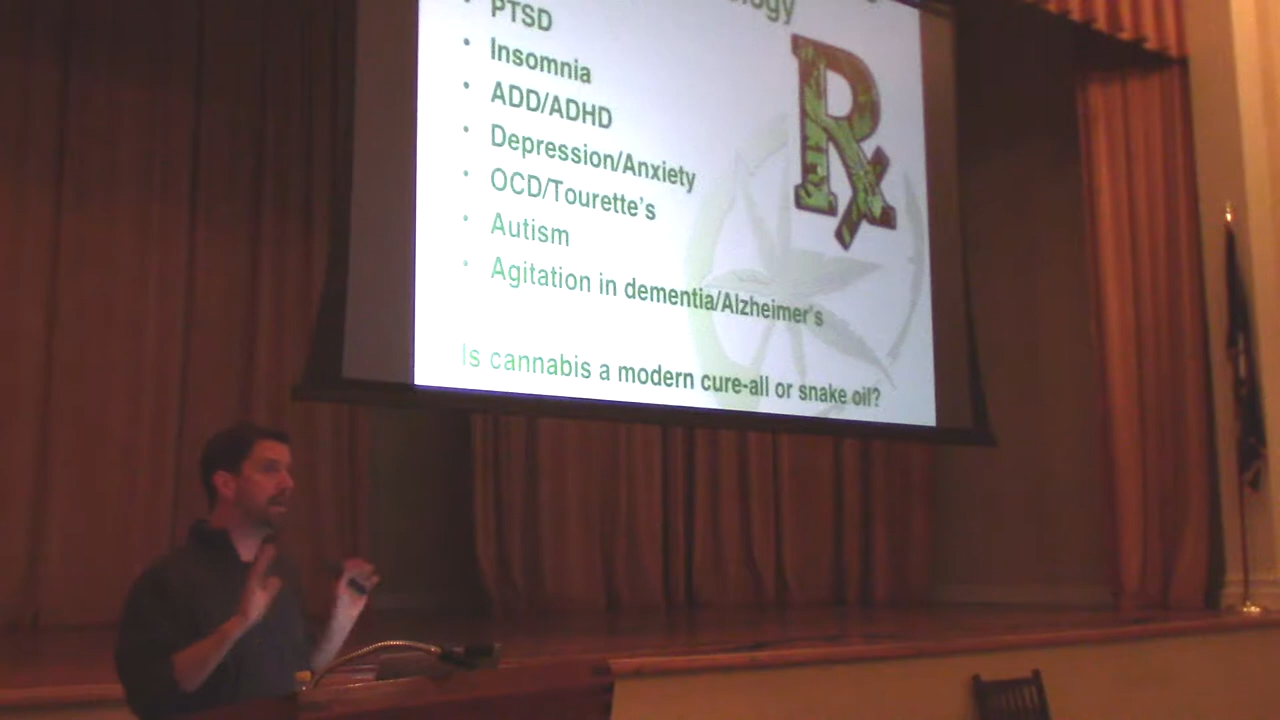 • PTSD
• Insomnia
• ADD/ADHD
• Depression/Anxiety
• OCD/Tourette's
• Autism
• Agitation in dementia/Alzheimer's
Is cannabis a modern cure-all or snake oil?
Rx